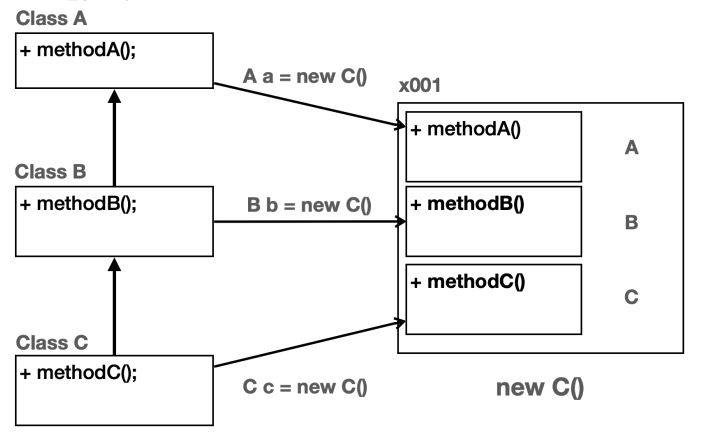 Class A
+ methodA();
A a = new C()
x001
+ methodA()
A
Class B
+ methodB();
B b = new C()
+ methodB()
B
+ methodC()
C
Class C
+ methodC();
C c = new C()
new C()